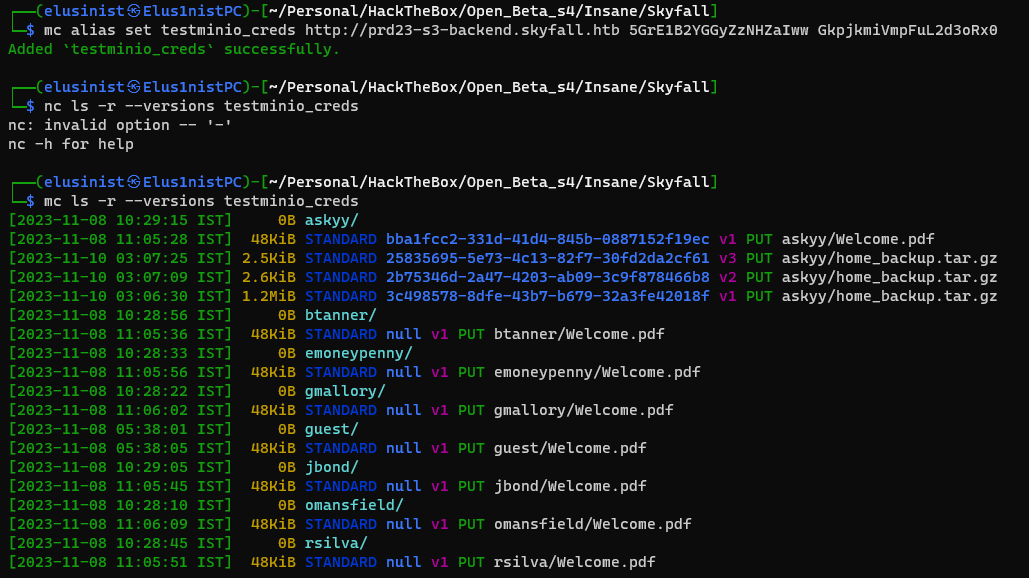 ┌──(elusinist㉿Elus1nistPC)-[~/Personal/HackTheBox/Open_Beta_s4/Insane/Skyfall]
└─$ mc alias set testminio_creds http://prd23-s3-backend.skyfall.htb 5GrE1B2YGGyZzNHZaIww GkpjkmiVmpFuL2d3oRx0
Added `testminio_creds` successfully.
┌──(elusinist㉿Elus1nistPC)-[~/Personal/HackTheBox/Open_Beta_s4/Insane/Skyfall]
└─$ nc ls -r --versions testminio_creds
nc: invalid option -- '-'
nc -h for help
┌──(elusinist㉿Elus1nistPC)-[~/Personal/HackTheBox/Open_Beta_s4/Insane/Skyfall]
└─$ mc ls -r --versions testminio_creds
[2023-11-08 10:29:15 IST]     0B askyy/
[2023-11-08 11:05:28 IST]  48KiB STANDARD bba1fcc2-331d-41d4-845b-0887152f19ec v1 PUT askyy/Welcome.pdf
[2023-11-10 03:07:25 IST] 2.5KiB STANDARD 25835695-5e73-4c13-82f7-30fd2da2cf61 v3 PUT askyy/home_backup.tar.gz
[2023-11-10 03:07:09 IST] 2.6KiB STANDARD 2b75346d-2a47-4203-ab09-3c9f878466b8 v2 PUT askyy/home_backup.tar.gz
[2023-11-10 03:06:30 IST] 1.2MiB STANDARD 3c498578-8dfe-43b7-b679-32a3fe42018f v1 PUT askyy/home_backup.tar.gz
[2023-11-08 10:28:56 IST]     0B btanner/
[2023-11-08 11:05:36 IST]  48KiB STANDARD null v1 PUT btanner/Welcome.pdf
[2023-11-08 10:28:33 IST]     0B emoneypenny/
[2023-11-08 11:05:56 IST]  48KiB STANDARD null v1 PUT emoneypenny/Welcome.pdf
[2023-11-08 10:28:22 IST]     0B gmallory/
[2023-11-08 11:06:02 IST]  48KiB STANDARD null v1 PUT gmallory/Welcome.pdf
[2023-11-08 05:38:01 IST]     0B guest/
[2023-11-08 05:38:05 IST]  48KiB STANDARD null v1 PUT guest/Welcome.pdf
[2023-11-08 10:29:05 IST]     0B jbond/
[2023-11-08 11:05:45 IST]  48KiB STANDARD null v1 PUT jbond/Welcome.pdf
[2023-11-08 10:28:10 IST]     0B omansfield/
[2023-11-08 11:06:09 IST]  48KiB STANDARD null v1 PUT omansfield/Welcome.pdf
[2023-11-08 10:28:45 IST]     0B rsilva/
[2023-11-08 11:05:51 IST]  48KiB STANDARD null v1 PUT rsilva/Welcome.pdf